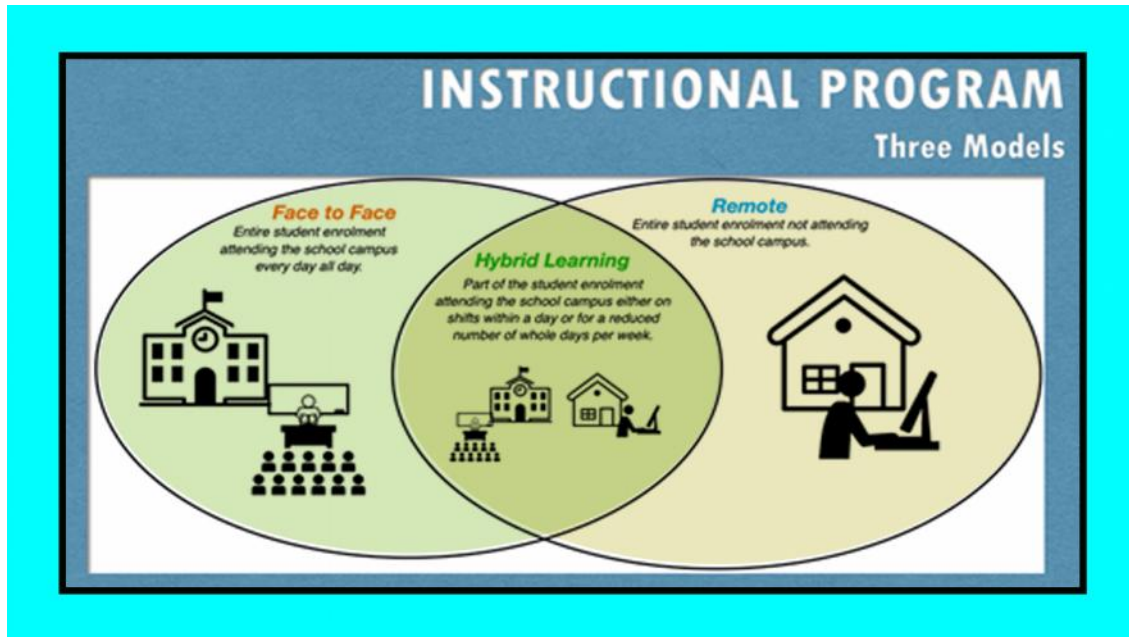 INSTRUCTIONAL PROGRAM
Three Models
Face to Face
Entire student enrolment
attending the school campus
every day all day.
Hybrid Learning
Part of the student enrolment
attending the school campus either on
shifts within a day or for a reduced
number of whole days per week.
Remote
Entire student enrolment not attending
the school campus.